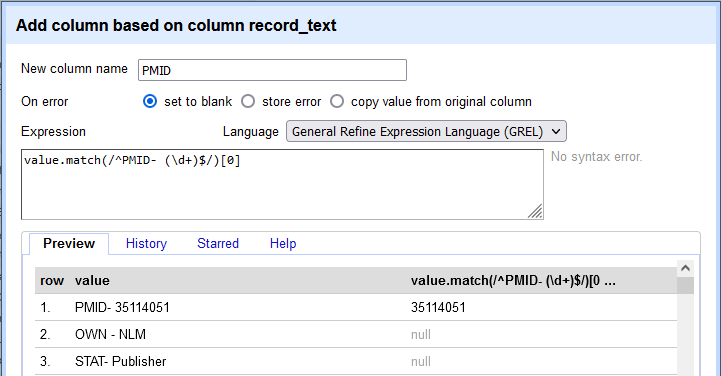 Add column based on column record_text
New column name PMID
On error set to blank store error copy value from original column
Expression Language General Refine Expression Language (GREL)
value.match(/^PMID- (\d+)$/)[0] No syntax error.
Preview History Starred Help
row value value.match(/^PMID- (\d+)$/)[0 ...
1. PMID- 35114051 35114051
2. OWN - NLM null
3. STAT- Publisher null